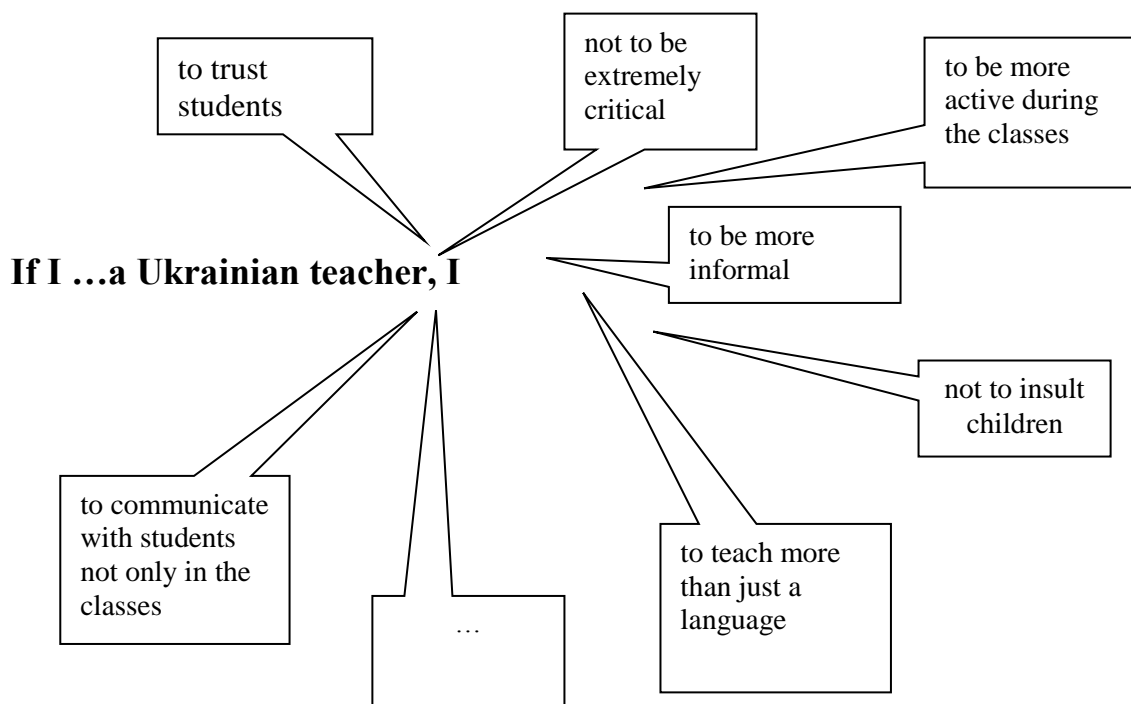 to trust
students
not to be
extremely
critical
to be more
active during
the classes
to be more
informal
If I …a Ukrainian teacher, I
not to insult
children
to communicate
with students
not only in the
classes
…
to teach more
than just a
language